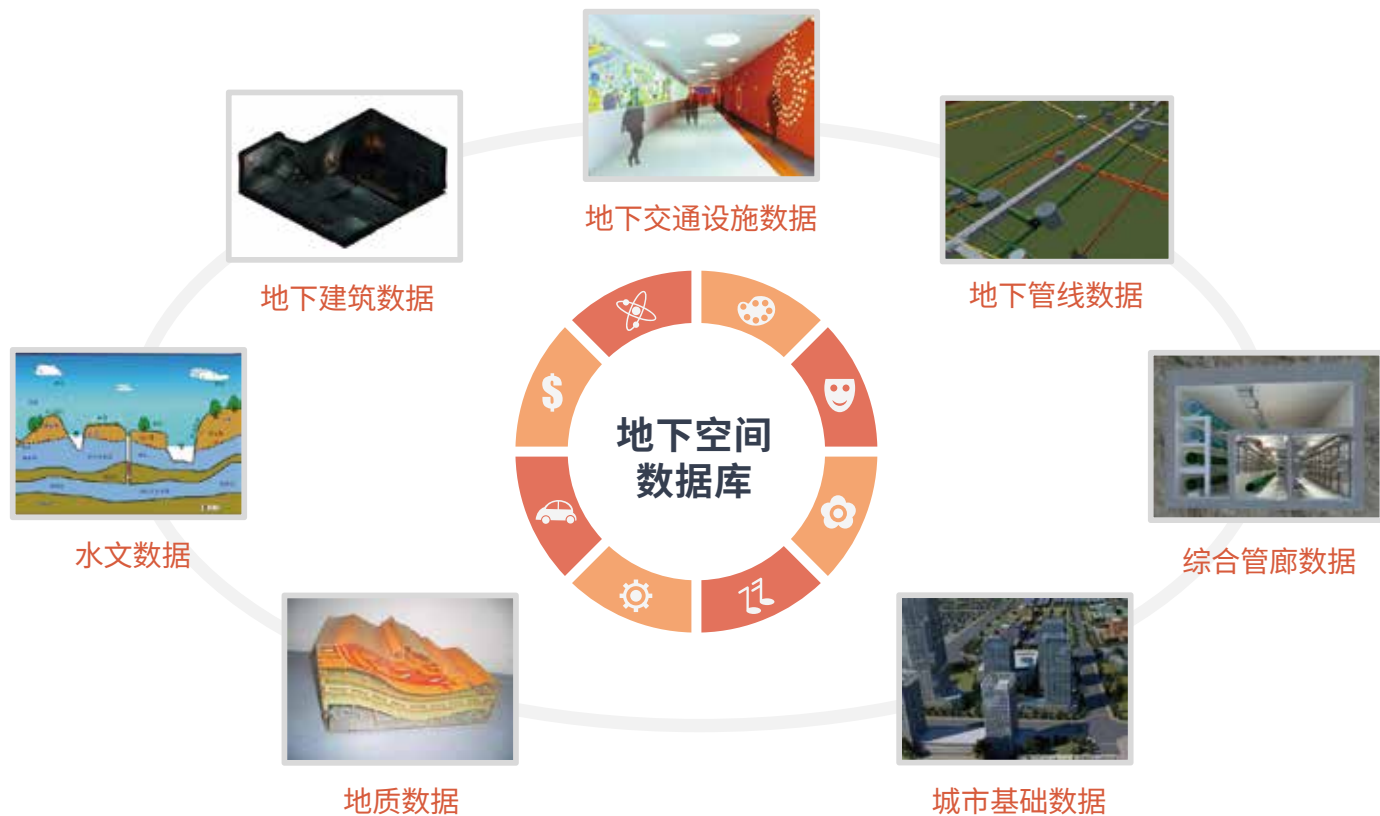 地下交通设施数据
地下建筑数据
地下管线数据
地下空间
数据库
水文数据
综合管廊数据
地质数据
城市基础数据